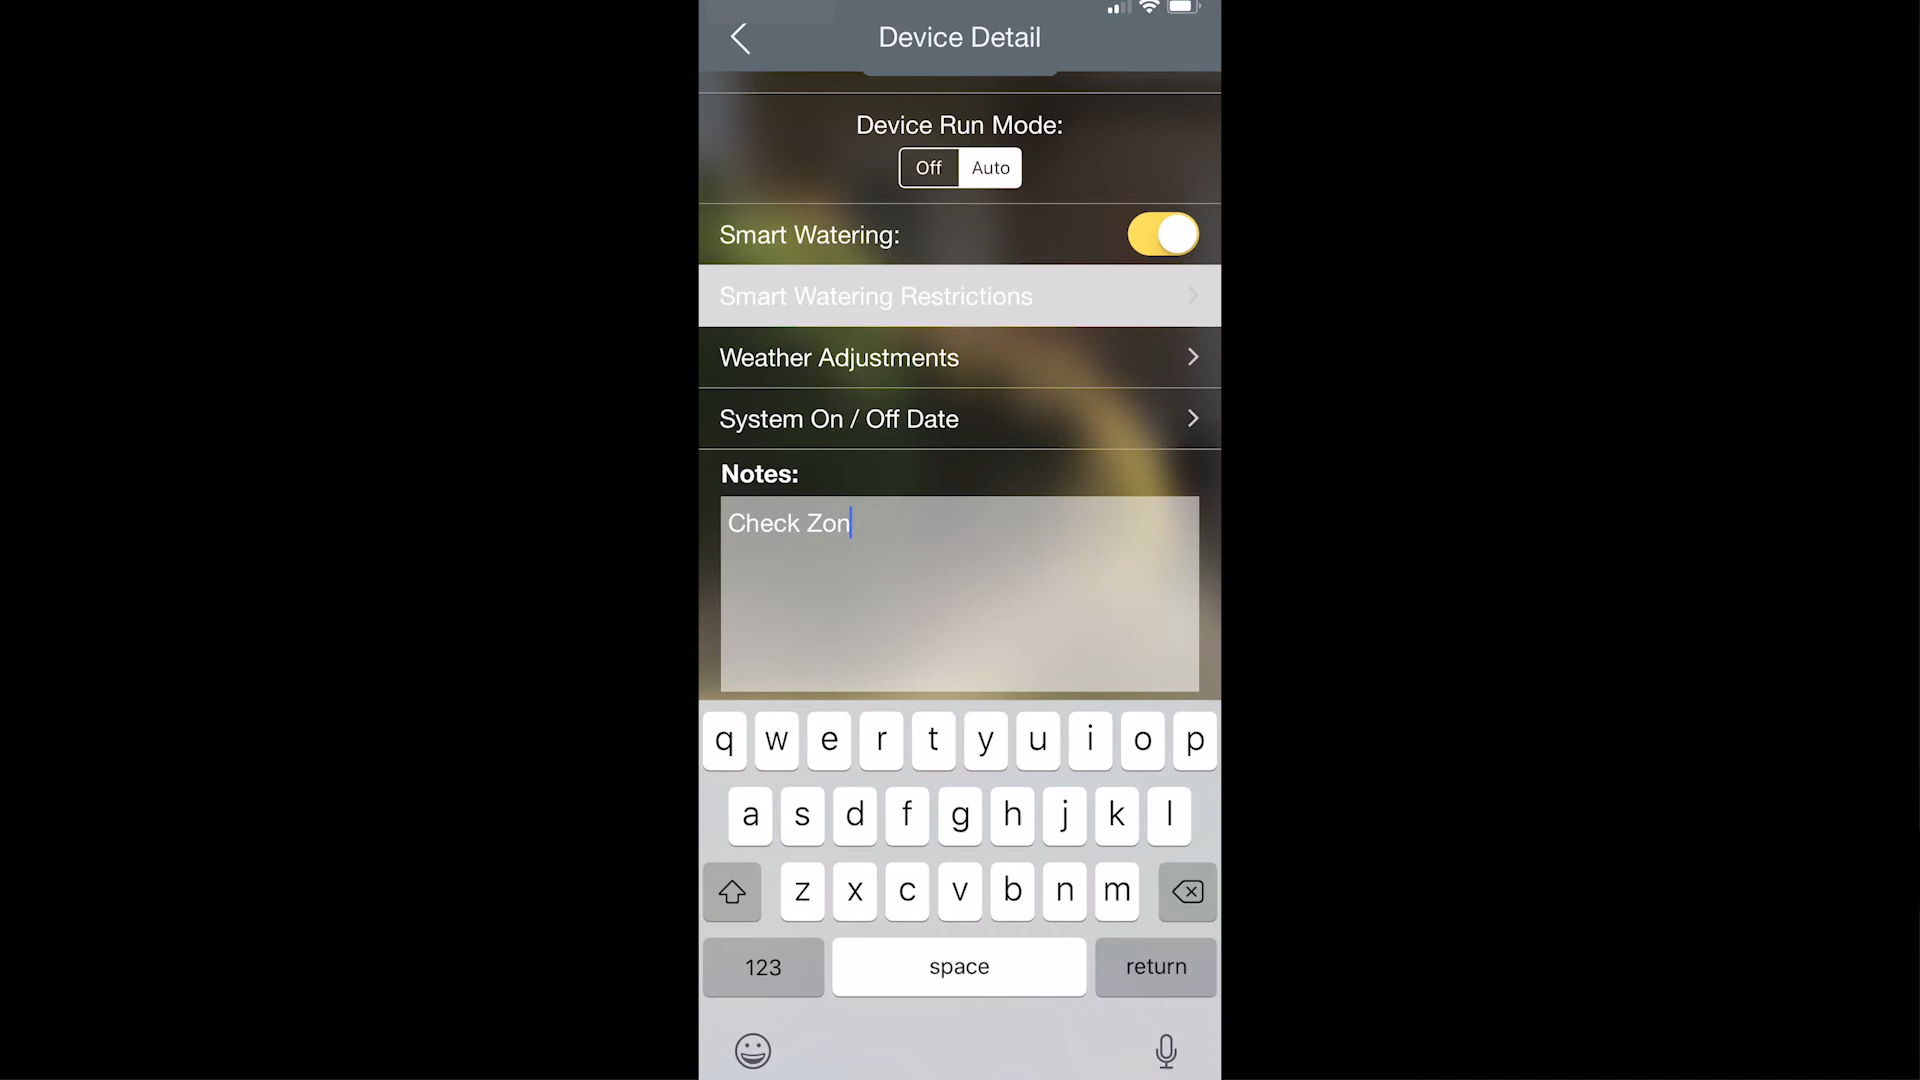 Device Detail
Device Run Mode:
Off Auto
Smart Watering:
Smart Watering Restrictions
Weather Adjustments
System On / Off Date
Notes:
Check Zon
q w e r t y u i o p
a s d f g h j k l
z x c v b n m
123 space return